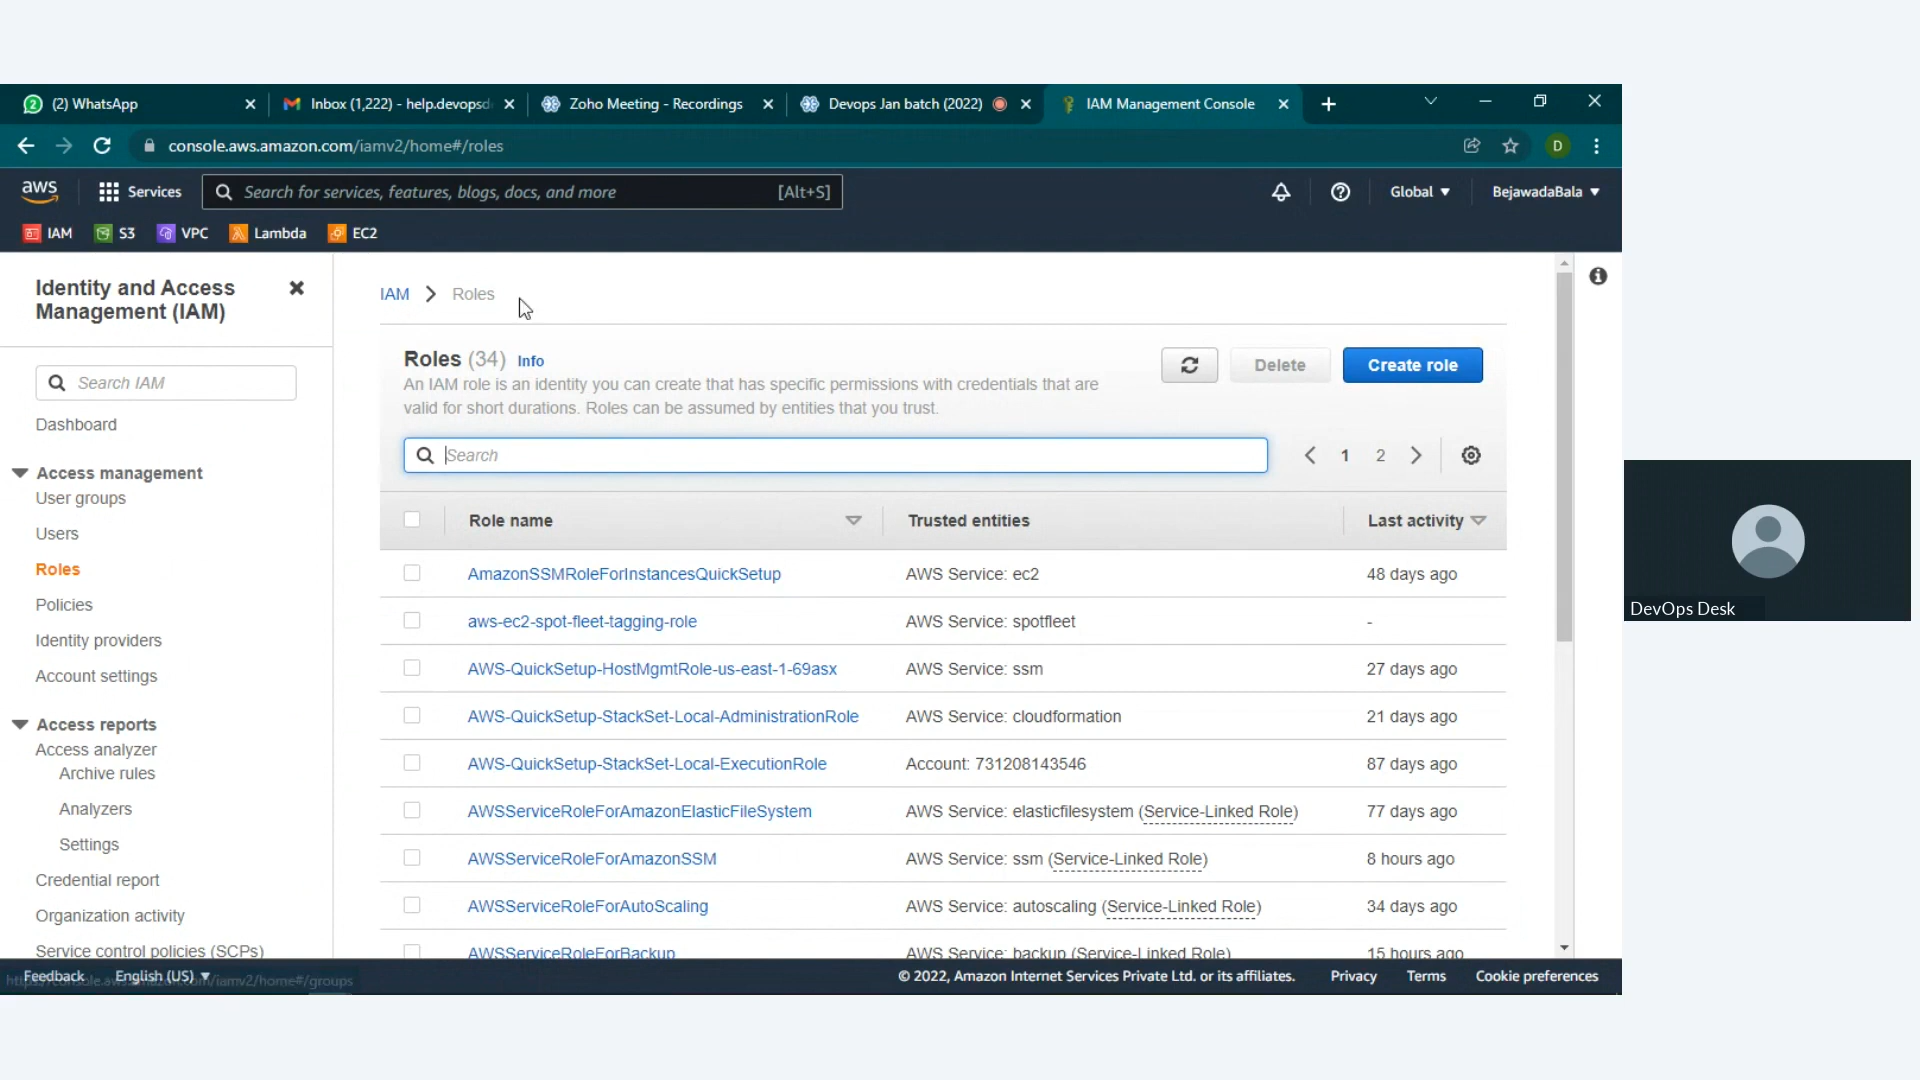 (2) WhatsApp
Inbox (1,222) - help.devopsd
Zoho Meeting - Recordings
Devops Jan batch (2022)
IAM Management Console
console.aws.amazon.com/iamv2/home#/roles
D
aws
Services
Search for services, features, blogs, docs, and more
[Alt+S]
Global
BejawadaBala
IAM
S3
VPC
Lambda
EC2
Identity and Access
Management (IAM)
Search IAM
Dashboard
Access management
User groups
Users
Roles
Policies
Identity providers
Account settings
Access reports
Access analyzer
Archive rules
Analyzers
Settings
Credential report
Organization activity
Service control policies (SCPs)
IAM > Roles
Roles (34) Info
An IAM role is an identity you can create that has specific permissions with credentials that are
valid for short durations. Roles can be assumed by entities that you trust.
Delete
Create role
Search
1 2
Role name Trusted entities Last activity
AmazonSSMRoleForInstancesQuickSetup AWS Service: ec2 48 days ago
aws-ec2-spot-fleet-tagging-role AWS Service: spotfleet -
AWS-QuickSetup-HostMgmtRole-us-east-1-69asx AWS Service: ssm 27 days ago
AWS-QuickSetup-StackSet-Local-AdministrationRole AWS Service: cloudformation 21 days ago
AWS-QuickSetup-StackSet-Local-ExecutionRole Account: 731208143546 87 days ago
AWSServiceRoleForAmazonElasticFileSystem AWS Service: elasticfilesystem (Service-Linked Role) 77 days ago
AWSServiceRoleForAmazonSSM AWS Service: ssm (Service-Linked Role) 8 hours ago
AWSServiceRoleForAutoScaling AWS Service: autoscaling (Service-Linked Role) 34 days ago
AWSServiceRoleForBackup AWS Service: backup (Service-Linked Role) 15 hours ago
Feedback English (US)
https://console.aws.amazon.com/iamv2/home#/groups
© 2022, Amazon Internet Services Private Ltd. or its affiliates. Privacy Terms Cookie preferences
DevOps Desk